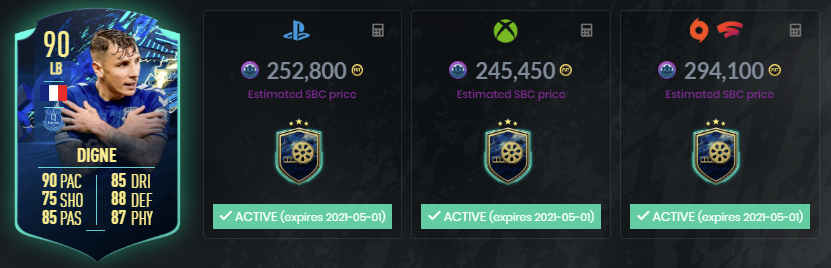 90
LB
DIGNE
90 PAC 85 DRI
75 SHO 88 DEF
85 PAS 87 PHY
252,800
Estimated SBC price
ACTIVE (expires 2021-05-01)
245,450
Estimated SBC price
ACTIVE (expires 2021-05-01)
294,100
Estimated SBC price
ACTIVE (expires 2021-05-01)